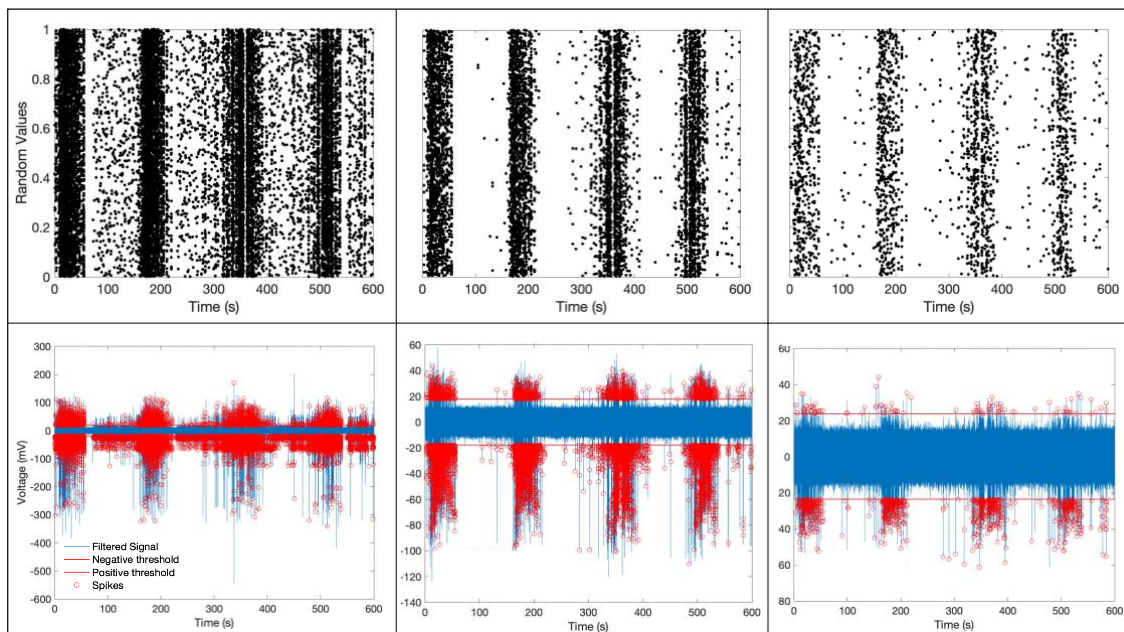 1
0.8
0.6
0.4
0.2
0
Random Values
0 100 200 300 400 500 600
Time (s)
0 100 200 300 400 500 600
Time (s)
0 100 200 300 400 500 600
Time (s)
300
200
100
0
-100
-200
-300
-400
-500
-600
Voltage (mV)
Filtered Signal
Negative threshold
Positive threshold
Spikes
0 100 200 300 400 500 600
Time (s)
60
40
20
0
-20
-40
-60
-80
-100
-120
-140
0 100 200 300 400 500 600
Time (s)
60
40
20
0
20
40
60
80
0 100 200 300 400 500 600
Time (s)